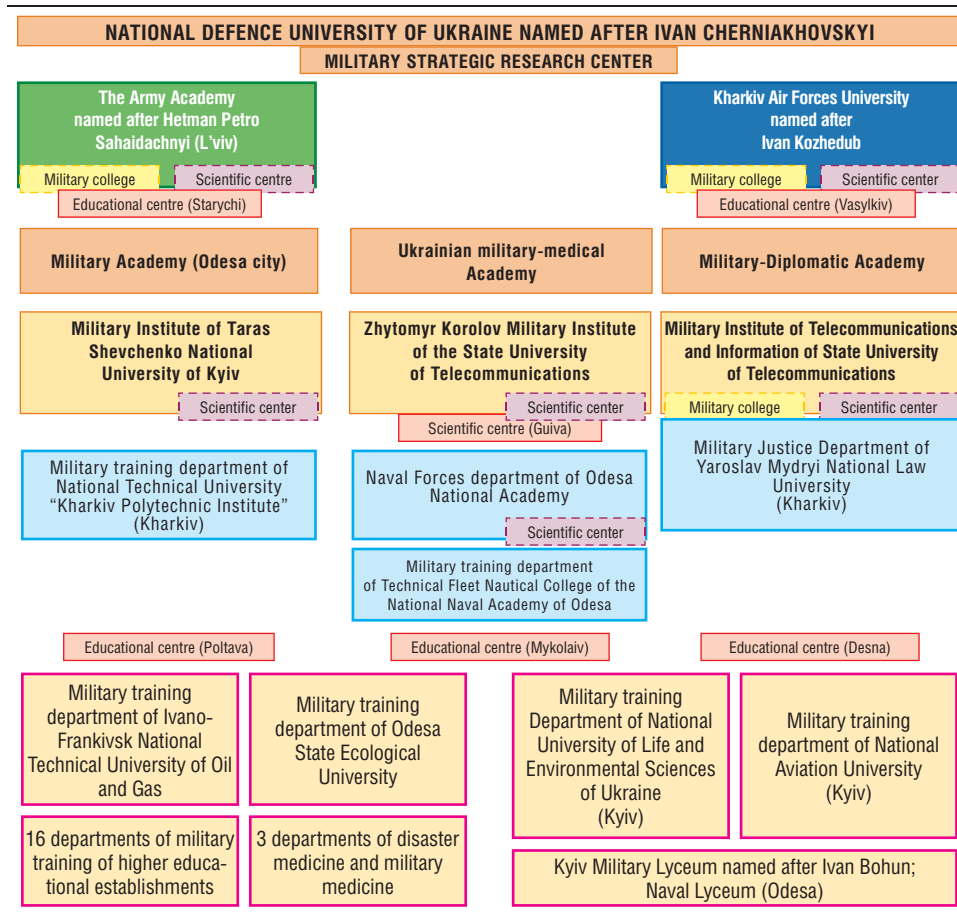 NATIONAL DEFENCE UNIVERSITY OF UKRAINE NAMED AFTER IVAN CHERNIAKHOVSKYI
MILITARY STRATEGIC RESEARCH CENTER
The Army Academy
named after Hetman Petro
Sahaidachnyi (L'viv)
Military college
Scientific centre
Educational centre (Starychi)
Kharkiv Air Forces University
named after
Ivan Kozhedub
Military college
Scientific center
Educational centre (Vasylkiv)
Military Academy (Odesa city)
Ukrainian military-medical
Academy
Military-Diplomatic Academy
Military Institute of Taras
Shevchenko National
University of Kyiv
Scientific center
Zhytomyr Korolov Military Institute
of the State University
of Telecommunications
Scientific center
Scientific centre (Guiva)
Military Institute of Telecommunications
and Information of State University
of Telecommunications
Military college
Scientific center
Military training department of
National Technical University
“Kharkiv Polytechnic Institute”
(Kharkiv)
Naval Forces department of Odesa
National Academy
Scientific center
Military Justice Department of
Yaroslav Mydryi National Law
University
(Kharkiv)
Military training department
of Technical Fleet Nautical College of the
National Naval Academy of Odesa
Educational centre (Poltava)
Educational centre (Mykolaiv)
Educational centre (Desna)
Military training
department of Ivano-
Frankivsk National
Technical University of Oil
and Gas
Military training
department of Odesa
State Ecological
University
Military training
Department of National
University of Life and
Environmental Sciences
of Ukraine
(Kyiv)
Military training
department of National
Aviation University
(Kyiv)
16 departments of military
training of higher educa-
tional establishments
3 departments of disaster
medicine and military
medicine
Kyiv Military Lyceum named after Ivan Bohun;
Naval Lyceum (Odesa)